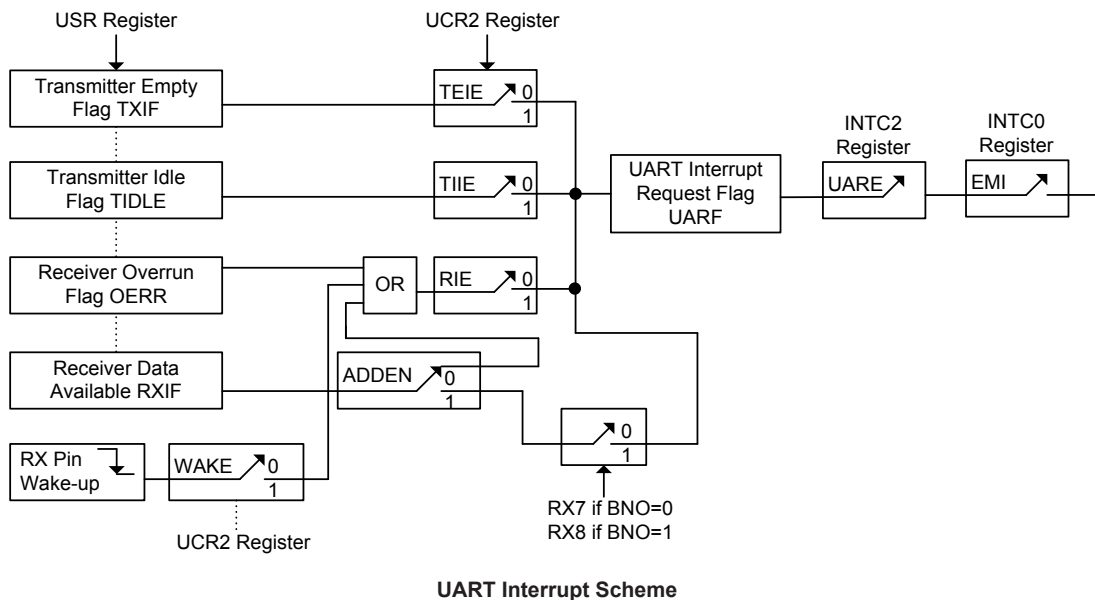 USR Register
UCR2 Register
Transmitter Empty
Flag TXIF
TEIE
0
1
INTC2
Register
INTC0
Register
Transmitter Idle
Flag TIDLE
TIIE
0
1
UART Interrupt
Request Flag
UARF
UARE
EMI
Receiver Overrun
Flag OERR
OR
RIE
0
1
Receiver Data
Available RXIF
ADDEN
0
1
0
1
RX Pin
Wake-up
WAKE
0
1
RX7 if BNO=0
RX8 if BNO=1
UCR2 Register
UART Interrupt Scheme